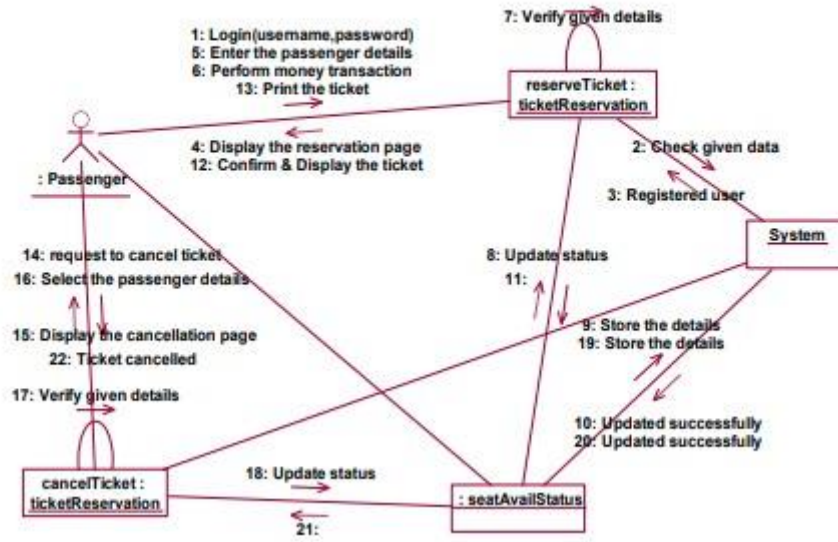 7: Verify given details
1: Login(username,password)
5: Enter the passenger details
6: Perform money transaction
13: Print the ticket
reserveTicket :
ticketReservation
4: Display the reservation page
12: Confirm & Display the ticket
2: Check given data
3: Registered user
: Passenger
System
14: request to cancel ticket
16: Select the passenger details
8: Update status
11:
15: Display the cancellation page
22: Ticket cancelled
9: Store the details
19: Store the details
17: Verify given details
10: Updated successfully
20: Updated successfully
cancelTicket :
ticketReservation
18: Update status
: seatAvailStatus
21: